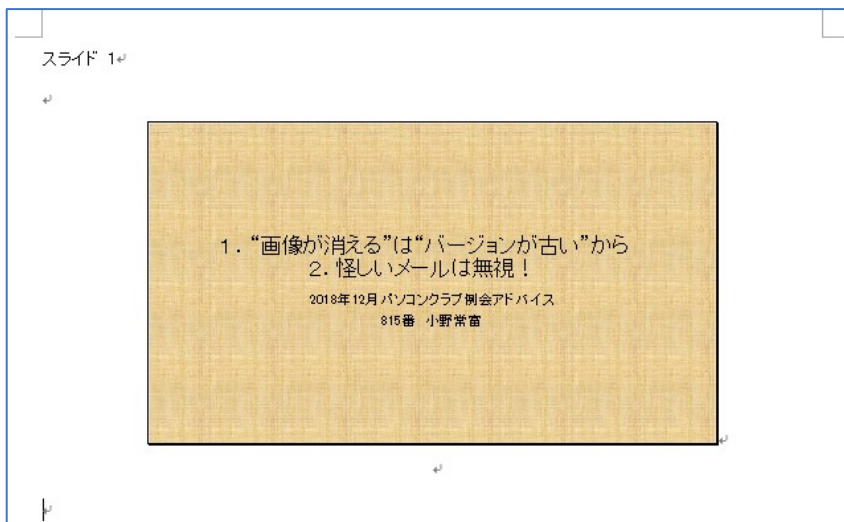 スライド 1
１．“画像が消える”は“バージョンが古い”から
２．怪しいメールは無視！
2018年12月 パソコンクラブ例会アドバイス
815番　小野常富